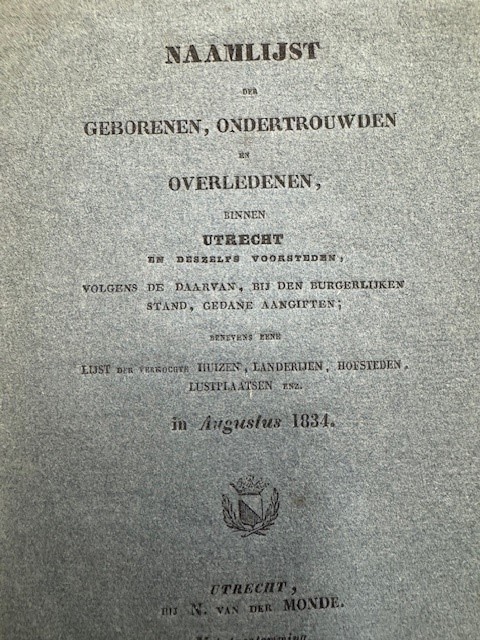 NAAMLIJST
DER
GEBORENEN, ONDERTROUWDEN
EN
OVERLEDENEN,
BINNEN
UTRECHT
EN DESZELFS VOORSTEDEN,
VOLGENS DE DAARVAN, BIJ DEN BURGERLIJKEN
STAND, GEDANE AANGIFTEN;
BENEVENS EENE
LIJST DER VERKOCHTE HUIZEN, LANDERIJEN, HOFSTEDEN,
LUSTPLAATSEN ENZ.
in Augustus 1834.
UTRECHT,
BIJ N. VAN DER MONDE.